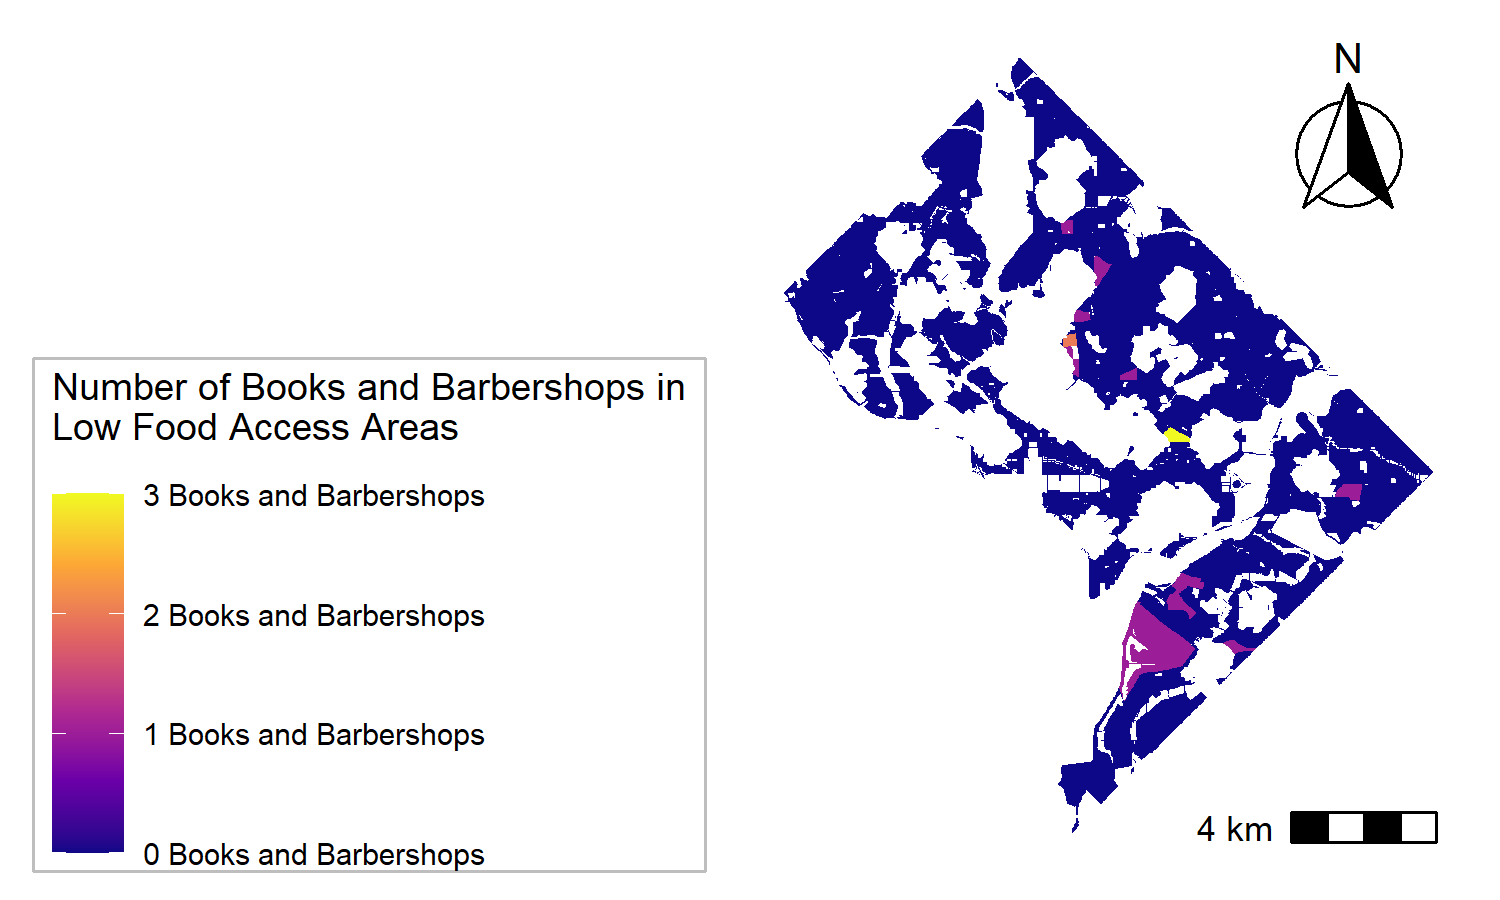 N
Number of Books and Barbershops in
Low Food Access Areas
3 Books and Barbershops
2 Books and Barbershops
1 Books and Barbershops
0 Books and Barbershops
4 km